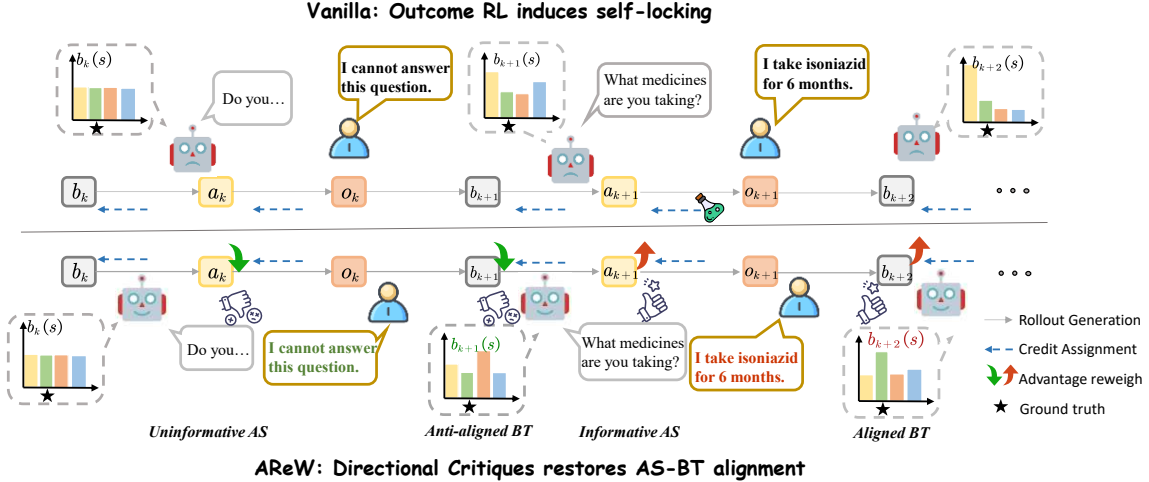 Vanilla: Outcome RL induces self-locking
b_k(s)
Do you…
I cannot answer
this question.
b_{k+1}(s)
What medicines
are you taking?
I take isoniazid
for 6 months.
b_{k+2}(s)
b_k
a_k
o_k
b_{k+1}
a_{k+1}
o_{k+1}
b_{k+2}
b_k
a_k
o_k
b_{k+1}
a_{k+1}
o_{k+1}
b_{k+2}
b_k(s)
Do you…
I cannot answer
this question.
b_{k+1}(s)
What medicines
are you taking?
I take isoniazid
for 6 months.
b_{k+2}(s)
Rollout Generation
Credit Assignment
Advantage reweigh
Ground truth
Uninformative AS
Anti-aligned BT
Informative AS
Aligned BT
AReW: Directional Critiques restores AS-BT alignment